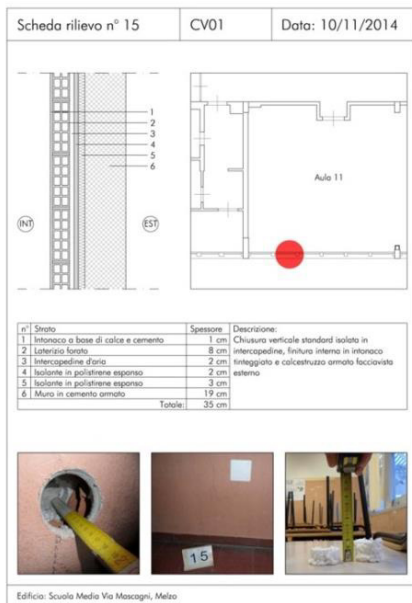 Scheda rilievo n° 15 CV01 Data: 10/11/2014
1
2
3
4
5
6
INT EST
Aula 11
n° Strato Spessore Descrizione:
1 Intonaco a base di calce e cemento 1 cm Chiusura verticale standard isolata in
2 Laterizio forato 8 cm intercapedine, finitura interna in intonaco
3 Intercapedine d'aria 2 cm tinteggiato e calcestruzzo armato facciavista
4 Isolante in polistirene espanso 2 cm esterno
5 Isolante in polistirene espanso 3 cm
6 Muro in cemento armato 19 cm
Totale: 35 cm
15
Edificio: Scuola Media Via Mascagni, Melzo